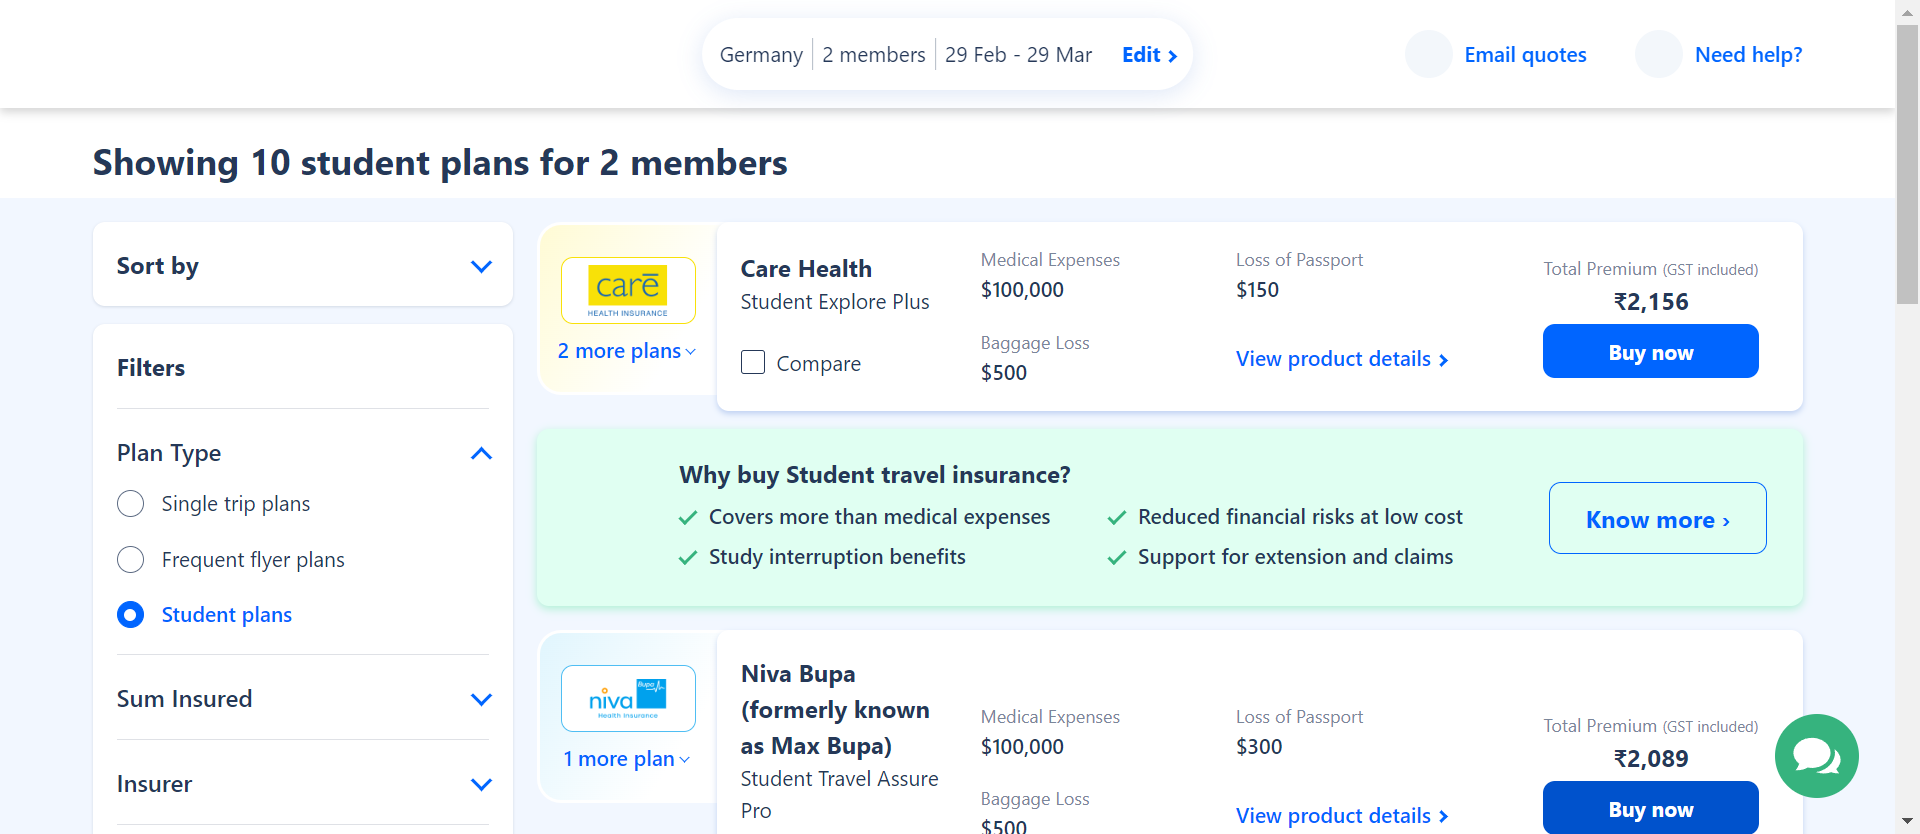 Germany 2 members 29 Feb - 29 Mar Edit
Email quotes
Need help?
Showing 10 student plans for 2 members
Sort by
Filters
Plan Type
Single trip plans
Frequent flyer plans
Student plans
Sum Insured
Insurer
care
HEALTH INSURANCE
2 more plans
Care Health
Student Explore Plus
Compare
Medical Expenses
$100,000
Loss of Passport
$150
Baggage Loss
$500
View product details
Total Premium (GST included)
₹2,156
Buy now
Why buy Student travel insurance?
Covers more than medical expenses
Reduced financial risks at low cost
Study interruption benefits
Support for extension and claims
Know more ›
niva Bupa
Health Insurance
1 more plan
Niva Bupa
(formerly known
as Max Bupa)
Student Travel Assure
Pro
Medical Expenses
$100,000
Loss of Passport
$300
Baggage Loss
$500
View product details
Total Premium (GST included)
₹2,089
Buy now